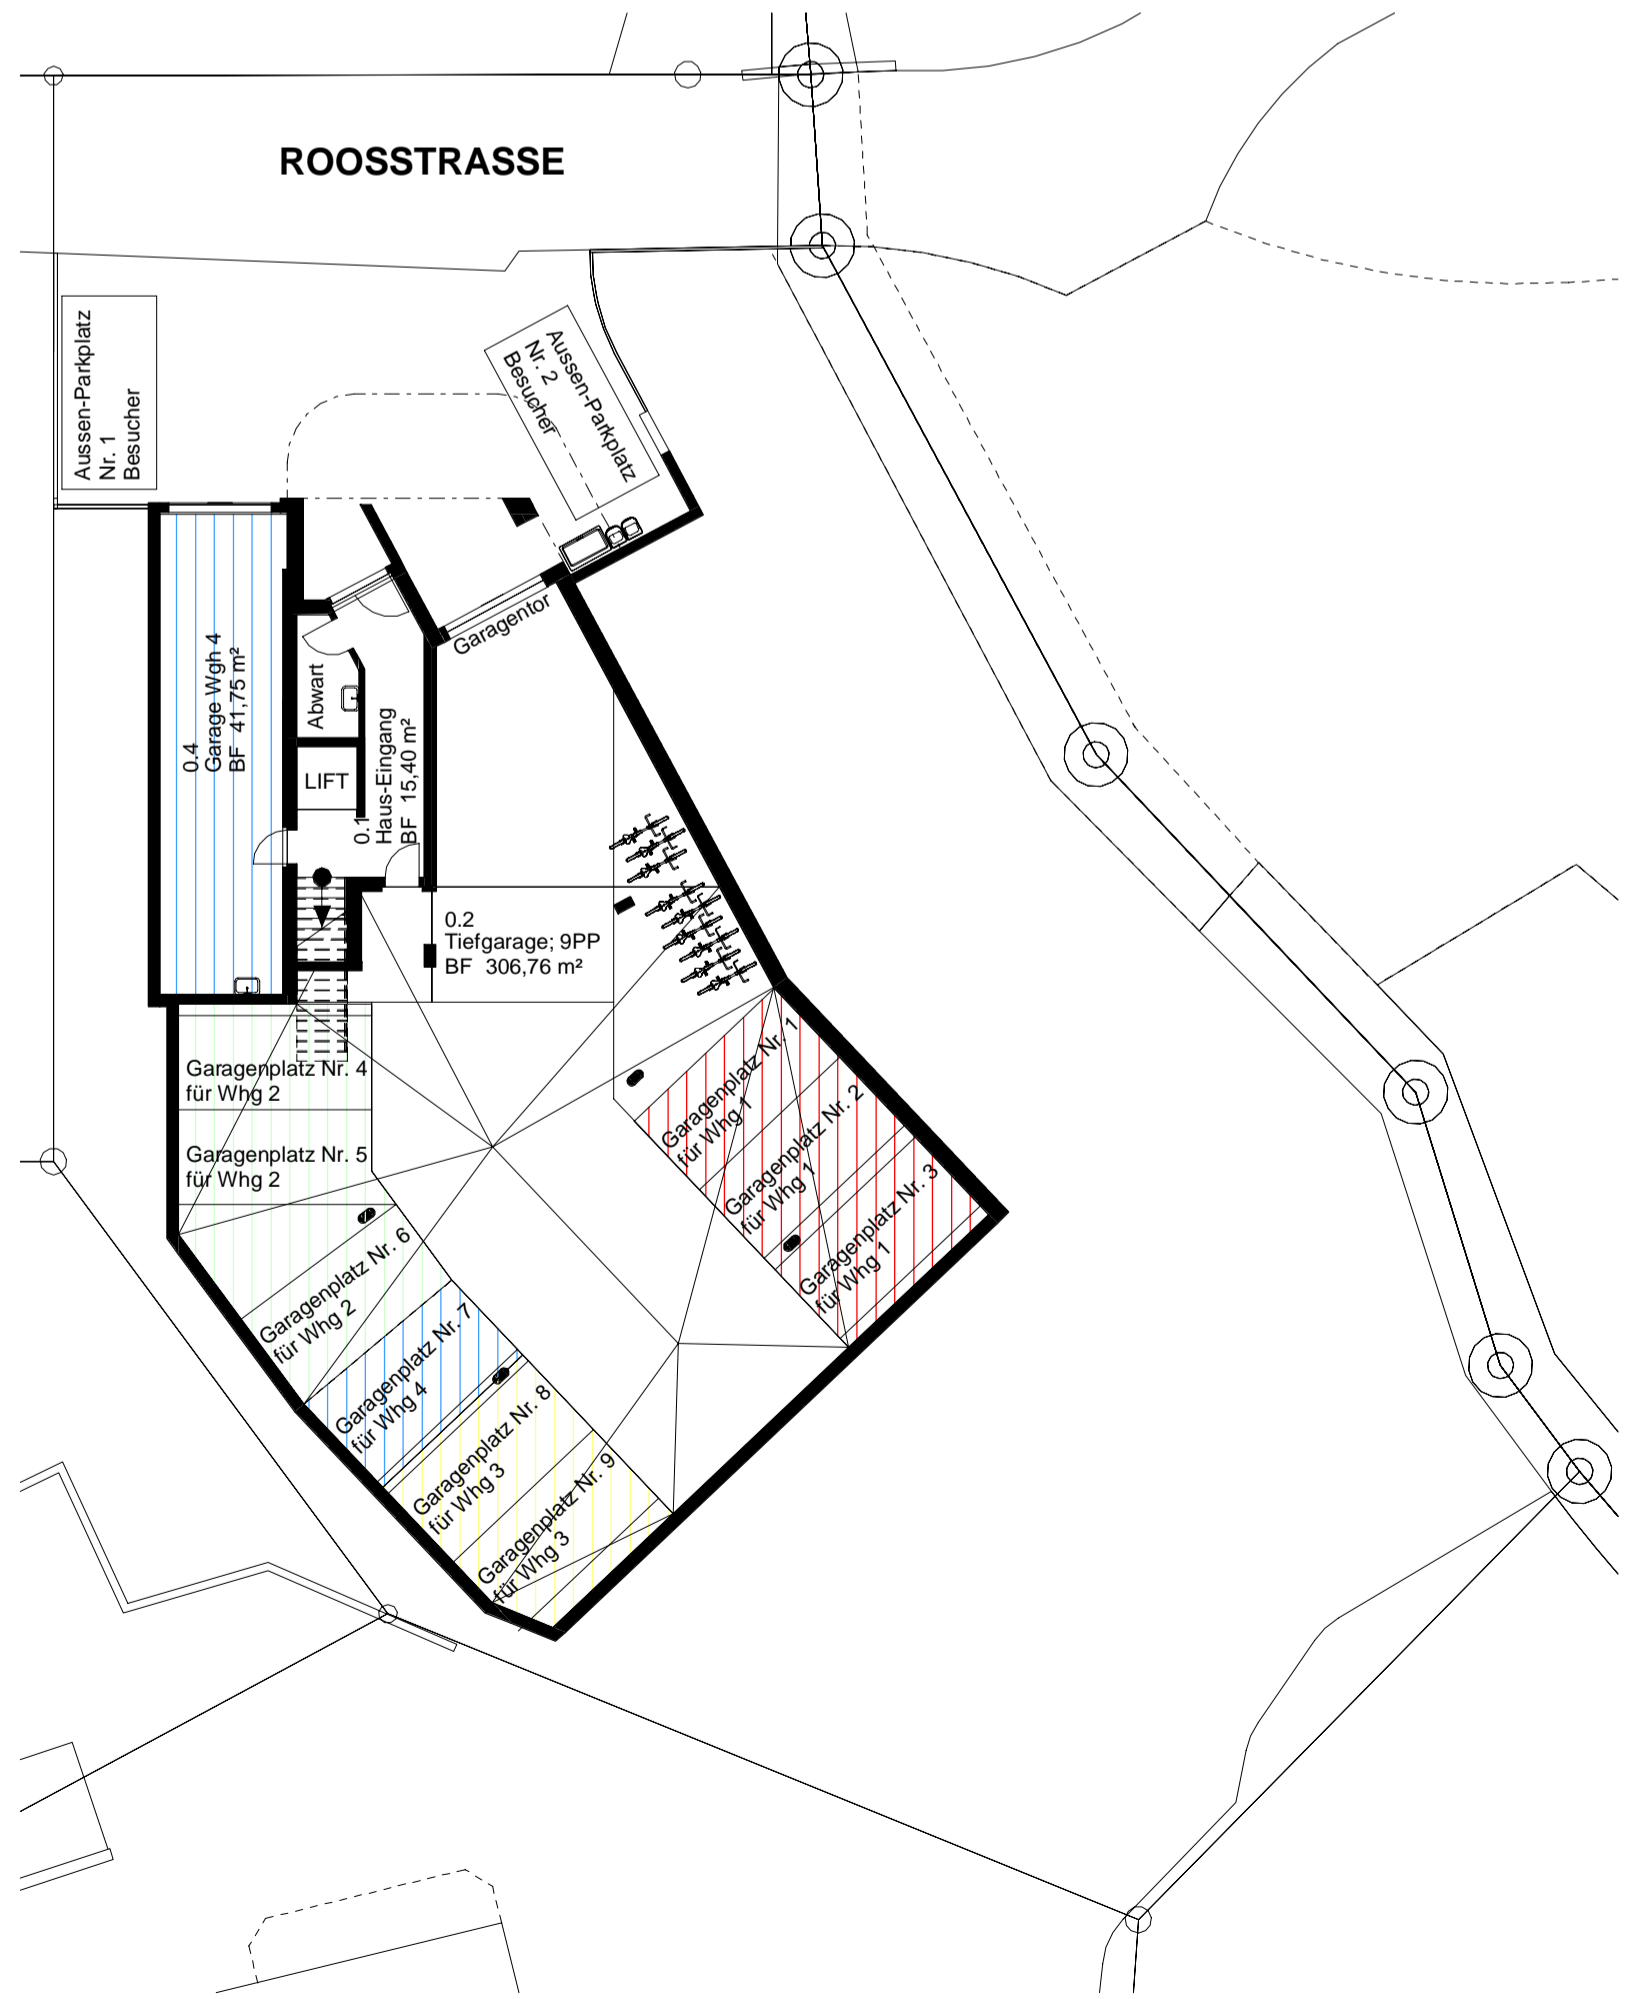 ROOSSTRASSE
Aussen-Parkplatz
Nr. 1
Besucher
Aussen-Parkplatz
Nr. 2
Besucher
Garagentor
0.4
Garage Wgh 4
BF 41,75 m²
Abwart
LIFT
0.1
Haus-Eingang
BF 15,40 m²
0.2
Tiefgarage; 9PP
BF 306,76 m²
Garagenplatz Nr. 1
für Whg 1
Garagenplatz Nr. 2
für Whg 1
Garagenplatz Nr. 3
für Whg 1
Garagenplatz Nr. 4
für Whg 2
Garagenplatz Nr. 5
für Whg 2
Garagenplatz Nr. 6
für Whg 2
Garagenplatz Nr. 7
für Whg 4
Garagenplatz Nr. 8
für Whg 3
Garagenplatz Nr. 9
für Whg 3